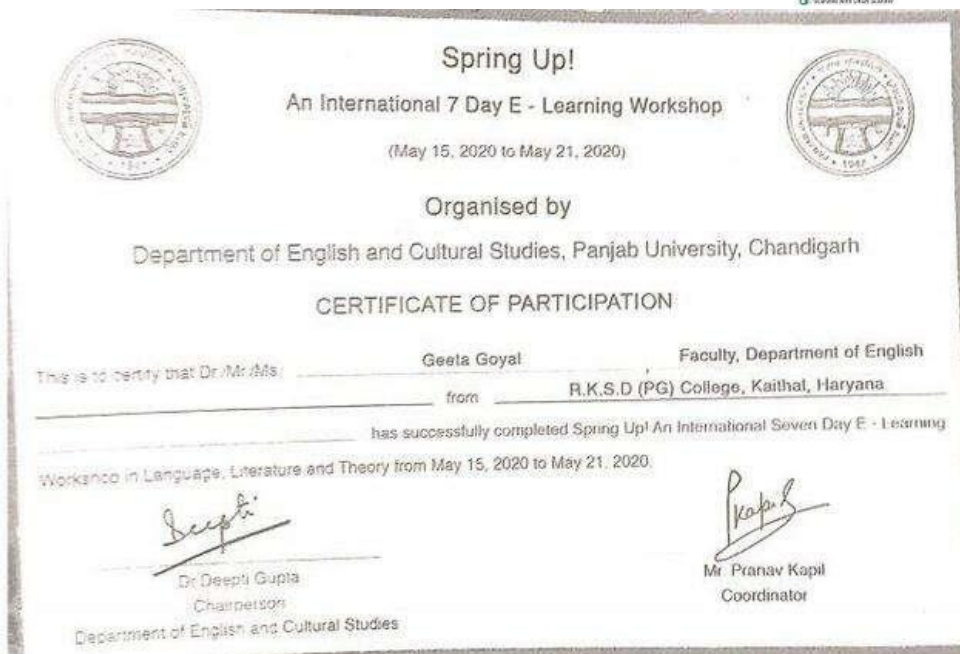 Spring Up!
An International 7 Day E - Learning Workshop
(May 15, 2020 to May 21, 2020)
Organised by
Department of English and Cultural Studies, Panjab University, Chandigarh
CERTIFICATE OF PARTICIPATION
This is to certify that Dr./Mr./Ms. Geeta Goyal, Faculty, Department of English
from R.K.S.D (PG) College, Kaithal, Haryana
has successfully completed Spring Up! An International Seven Day E - Learning
Workshop in Language, Literature and Theory from May 15, 2020 to May 21, 2020.
Deepti
PKapil
Dr Deepti Gupta
Chairperson
Department of English and Cultural Studies
Mr. Pranav Kapil
Coordinator